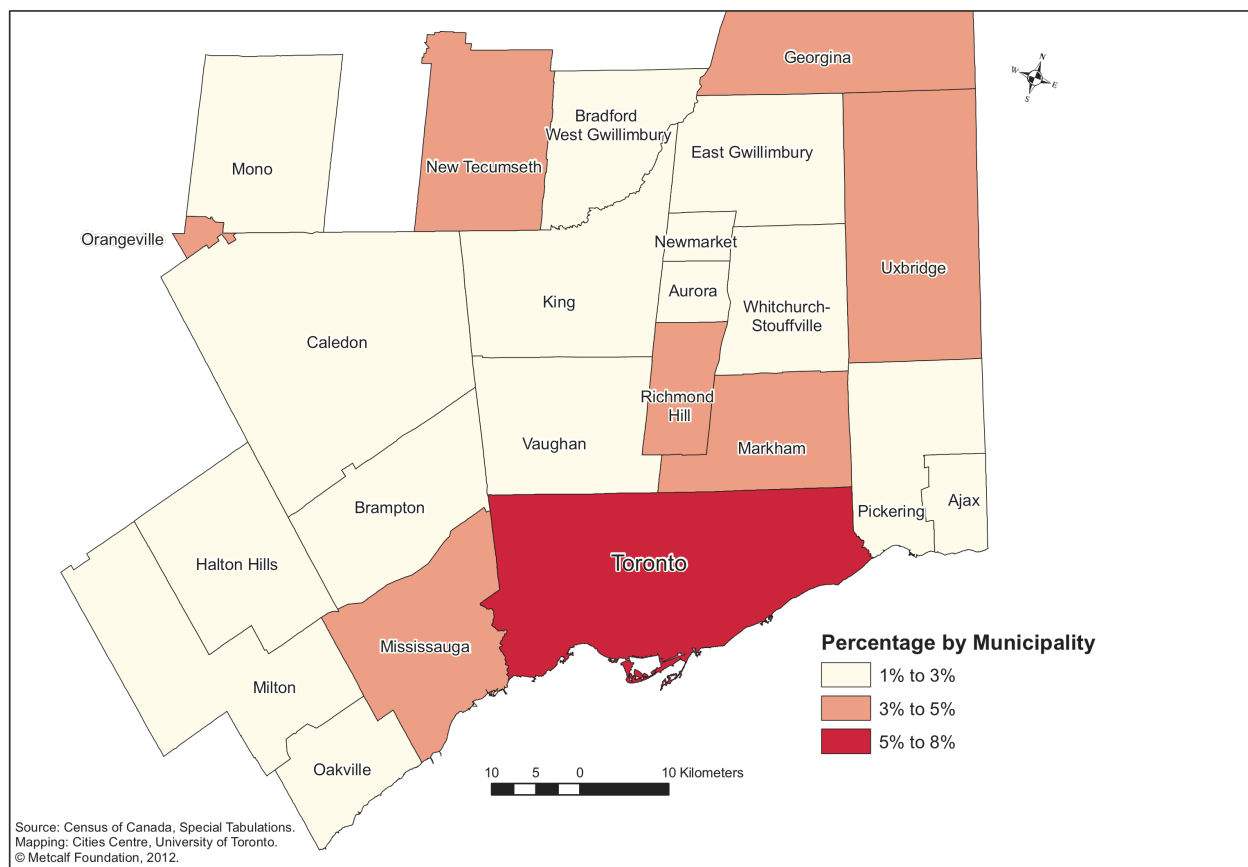 Georgina
N
W
E
S
Bradford
West Gwillimbury
East Gwillimbury
Mono
New Tecumseth
Orangeville
Newmarket
Uxbridge
Aurora
King
Whitchurch-
Stouffville
Caledon
Richmond
Hill
Vaughan
Markham
Brampton
Pickering
Ajax
Halton Hills
Toronto
Mississauga
Milton
Oakville
Percentage by Municipality
1% to 3%
3% to 5%
5% to 8%
10 5 0 10 Kilometers
Source: Census of Canada, Special Tabulations.
Mapping: Cities Centre, University of Toronto.
© Metcalf Foundation, 2012.